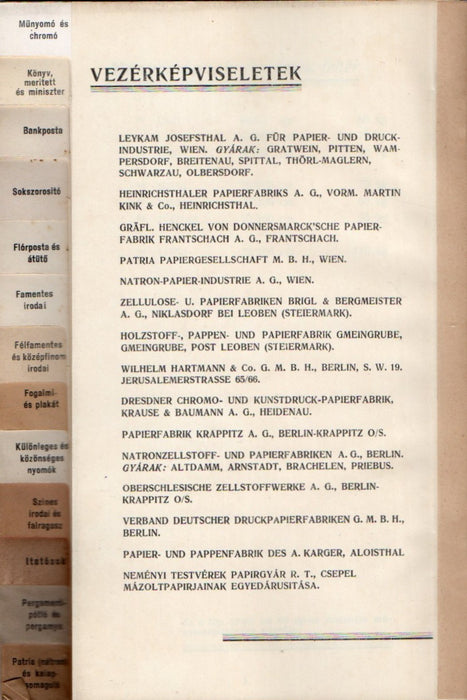 Műnyomó és
chromó
Könyv,
merített
és miniszter
Bankposta
Sokszorosító
Flórposta és
átütő
Famentes
irodai
Félfamentes
és középfinom
irodai
Fogalmi-
és plakát
Különleges és
közönséges
nyomók
Színes
irodai és
falragasz
Itatósok
Pergament-
pótló és
pergamyn
Patria (nátron)
és kalap-
csomagoló
VEZÉRKÉPVISELETEK
LEYKAM JOSEFSTHAL A. G. FÜR PAPIER- UND DRUCK-
INDUSTRIE, WIEN. GYÁRAK: GRATWEIN, PITTEN, WAM-
PERSDORF, BREITENAU, SPITTAL, THÖRL-MAGLERN,
SCHWARZAU, OLBERSDORF.
HEINRICHSTHALER PAPIERFABRIKS A. G., VORM. MARTIN
KINK & Co., HEINRICHSTHAL.
GRÄFL. HENCKEL VON DONNERSMARCK'SCHE PAPIER-
FABRIK FRANTSCHACH A. G., FRANTSCHACH.
PATRIA PAPIERGESELLSCHAFT M. B. H., WIEN.
NATRON-PAPIER-INDUSTRIE A. G., WIEN.
ZELLULOSE- U. PAPIERFABRIKEN BRIGL & BERGMEISTER
A. G., NIKLASDORF BEI LEOBEN (STEIERMARK).
HOLZSTOFF-, PAPPEN- UND PAPIERFABRIK GMEINGRUBE,
GMEINGRUBE, POST LEOBEN (STEIERMARK).
WILHELM HARTMANN & Co. G. M. B. H., BERLIN, S. W. 19.
JERUSALEMERSTRASSE 65/66.
DRESDNER CHROMO- UND KUNSTDRUCK-PAPIERFABRIK,
KRAUSE & BAUMANN A. G., HEIDENAU.
PAPIERFABRIK KRAPPITZ A. G., BERLIN-KRAPPITZ O/S.
NATRONZELLSTOFF- UND PAPIERFABRIKEN A. G., BERLIN.
GYÁRAK: ALTDAMM, ARNSTADT, BRACHELEN, PRIEBUS.
OBERSCHLESISCHE ZELLSTOFFWERKE A. G., BERLIN-
KRAPPITZ O/S.
VERBAND DEUTSCHER DRUCKPAPIERFABRIKEN G. M. B. H.,
BERLIN.
PAPIER- UND PAPPENFABRIK DES A. KARGER, ALOISTHAL
NEMÉNYI TESTVÉREK PAPIRGYÁR R. T., CSEPEL
MÁZOLTPAPIRJAINAK EGYEDÁRUSITÁSA.